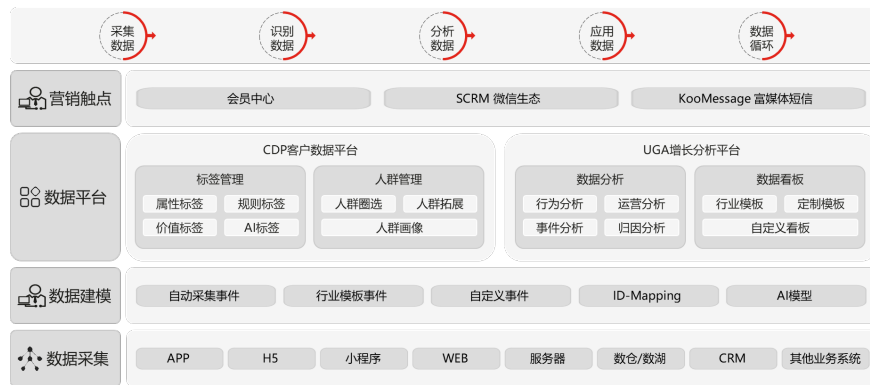 采集
数据
识别
数据
分析
数据
应用
数据
数据
循环
营销触点
会员中心
SCRM 微信生态
KooMessage 富媒体短信
数据平台
CDP客户数据平台
标签管理
属性标签
规则标签
价值标签
AI标签
人群管理
人群圈选
人群拓展
人群画像
UGA增长分析平台
数据分析
行为分析
运营分析
事件分析
归因分析
数据看板
行业模板
定制模板
自定义看板
数据建模
自动采集事件
行业模板事件
自定义事件
ID-Mapping
AI模型
数据采集
APP
H5
小程序
WEB
服务器
数仓/数湖
CRM
其他业务系统